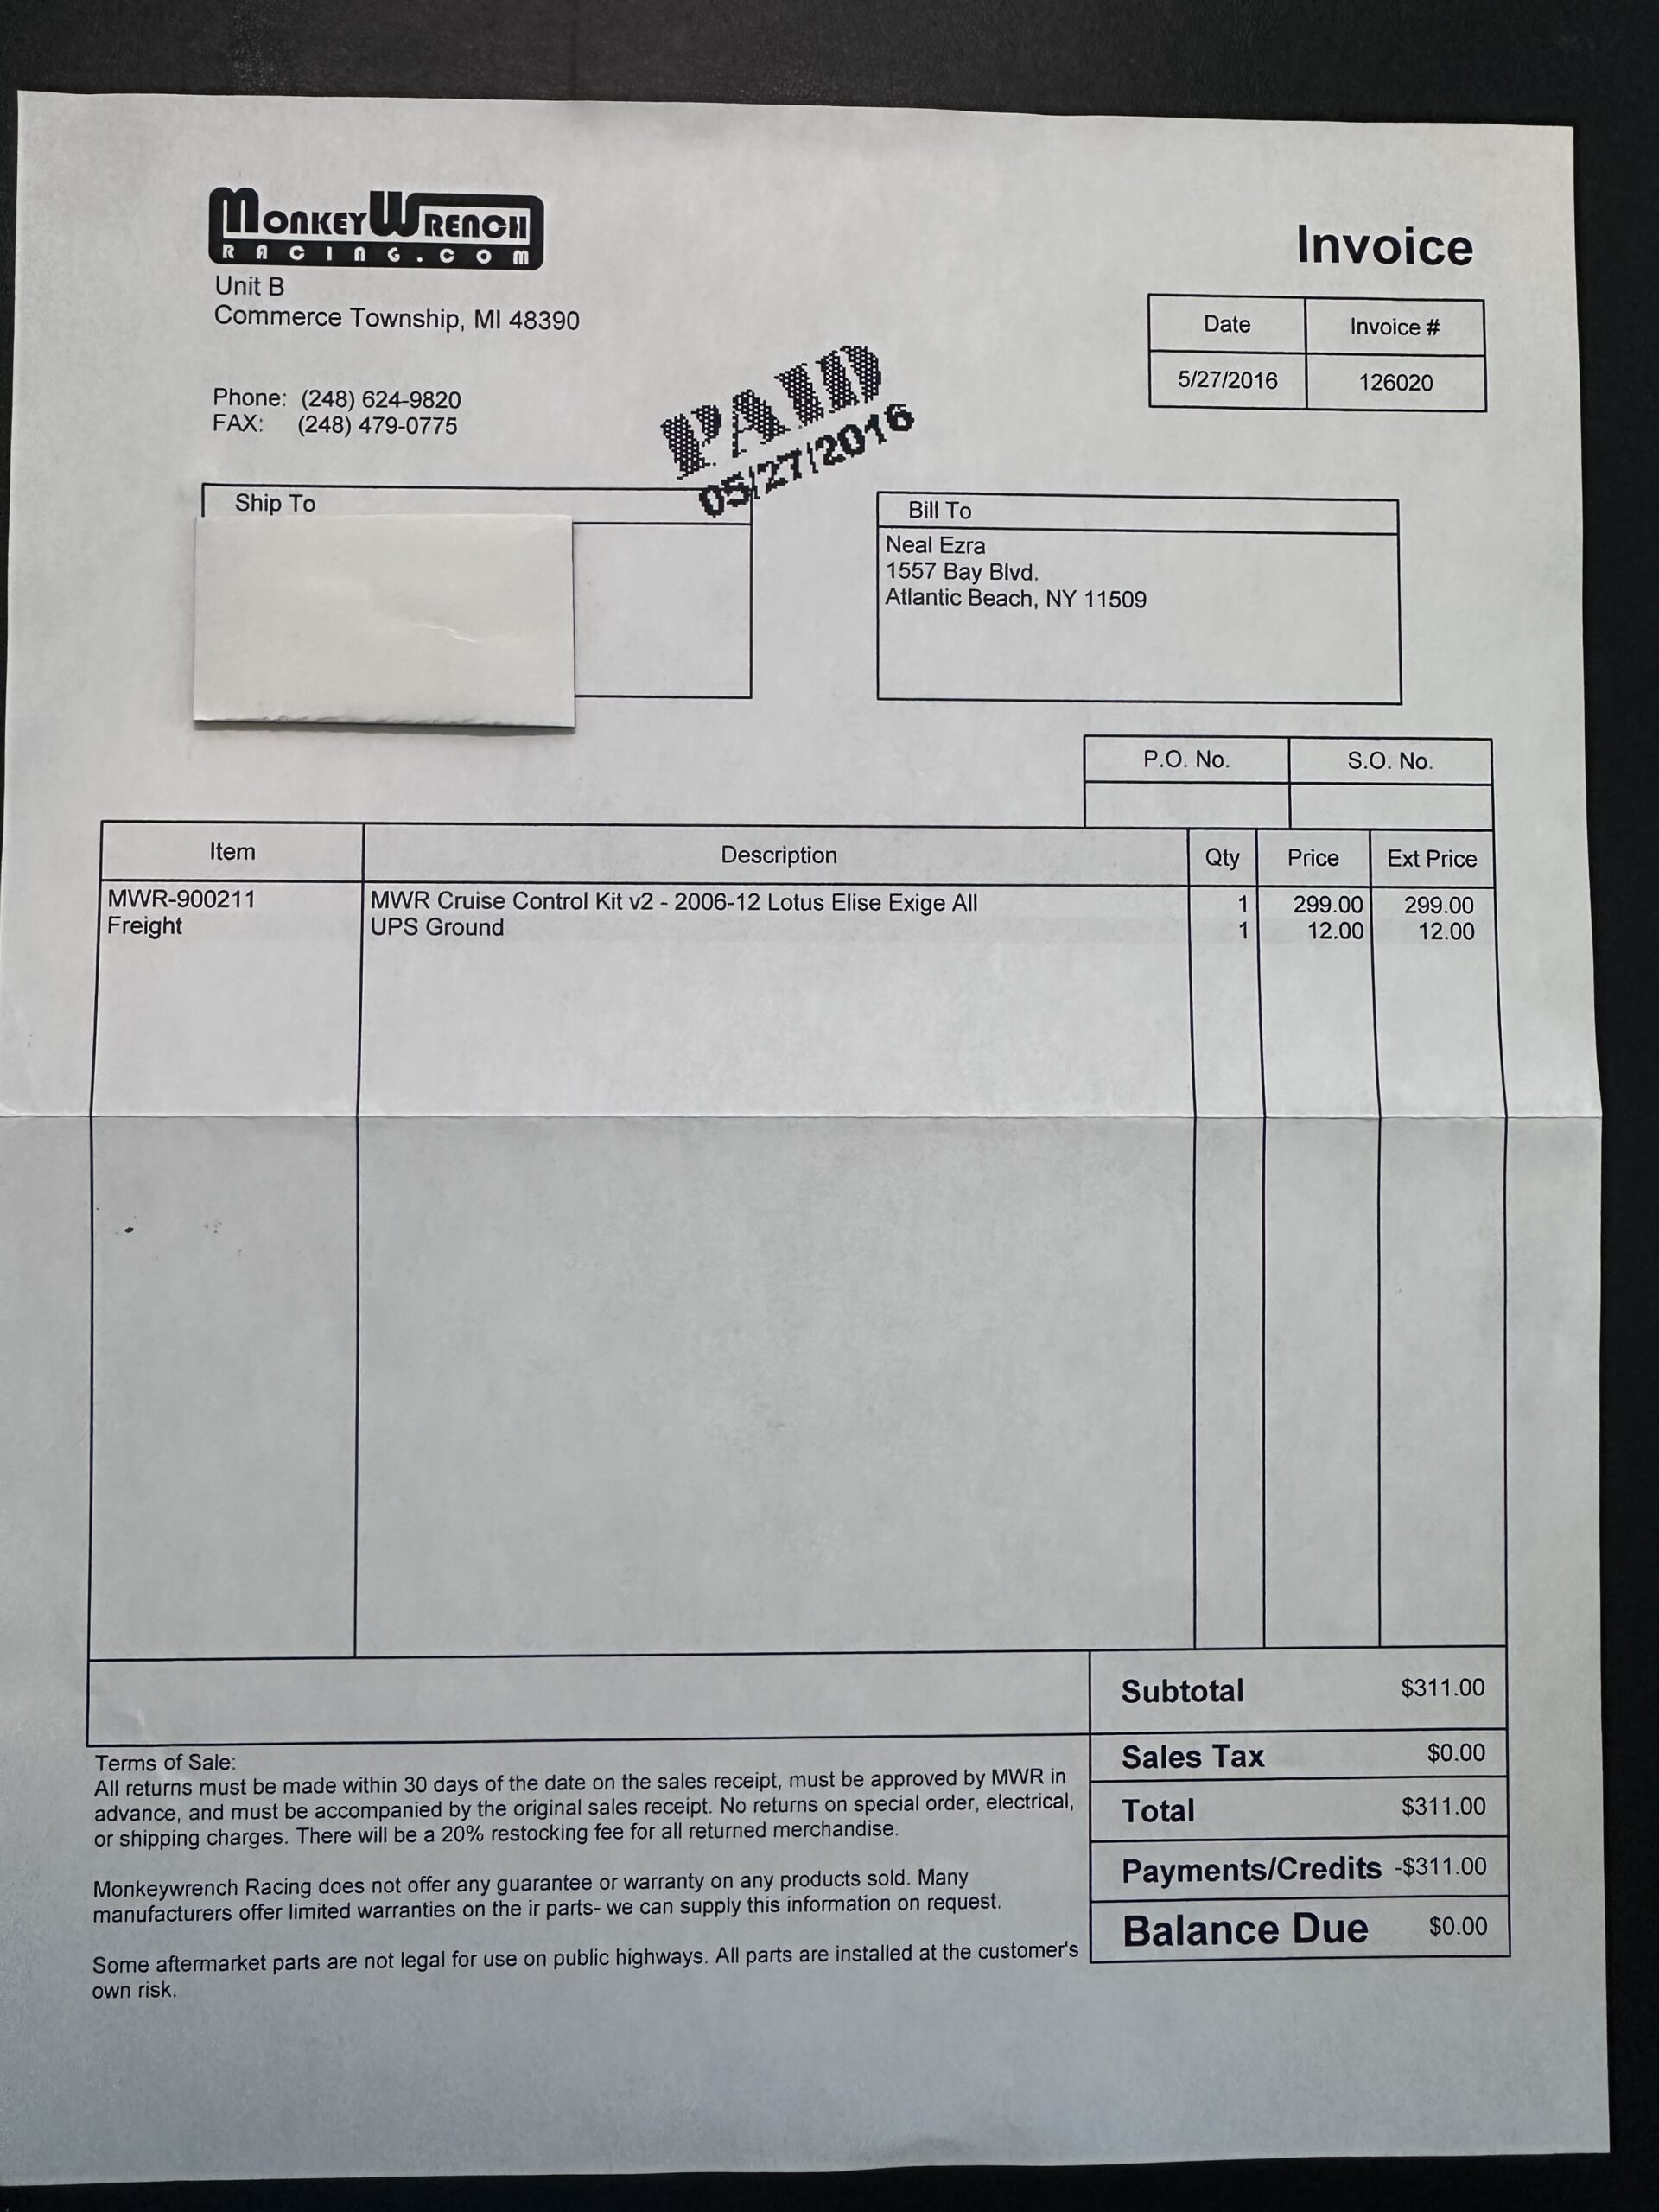 MONKEYWRENCH
RACING.COM
Unit B
Commerce Township, MI 48390
Phone: (248) 624-9820
FAX: (248) 479-0775
Invoice
Date Invoice #
5/27/2016 126020
PAID
05/27/2016
Ship To
Bill To
Neal Ezra
1557 Bay Blvd.
Atlantic Beach, NY 11509
P.O. No. S.O. No.
Item Description Qty Price Ext Price
MWR-900211 MWR Cruise Control Kit v2 - 2006-12 Lotus Elise Exige All 1 299.00 299.00
Freight UPS Ground 1 12.00 12.00
Subtotal $311.00
Sales Tax $0.00
Total $311.00
Payments/Credits -$311.00
Balance Due $0.00
Terms of Sale:
All returns must be made within 30 days of the date on the sales receipt, must be approved by MWR in
advance, and must be accompanied by the original sales receipt. No returns on special order, electrical,
or shipping charges. There will be a 20% restocking fee for all returned merchandise.
Monkeywrench Racing does not offer any guarantee or warranty on any products sold. Many
manufacturers offer limited warranties on the ir parts- we can supply this information on request.
Some aftermarket parts are not legal for use on public highways. All parts are installed at the customer's
own risk.